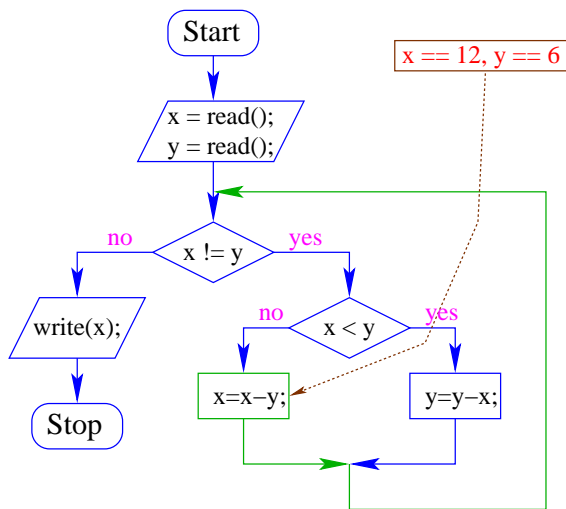 Start
x == 12, y == 6
x = read();
y = read();
no
yes
x != y
no
yes
write(x);
x < y
x=x−y;
y=y−x;
Stop